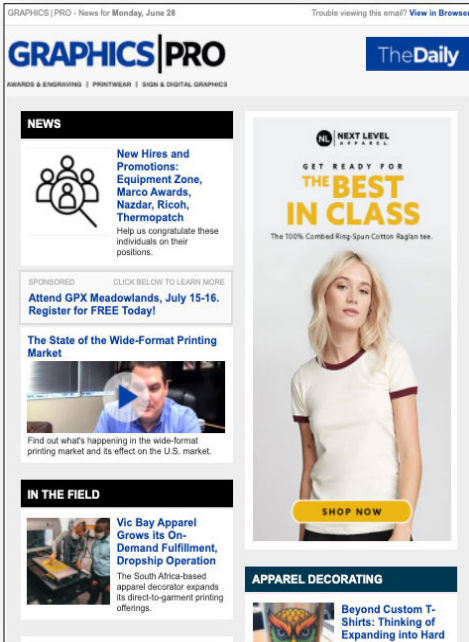 GRAPHICS | PRO - News for Monday, June 28
Trouble viewing this email? View in Browser
GRAPHICS|PRO
AWARDS & ENGRAVING | PRINTWEAR | SIGN & DIGITAL GRAPHICS
TheDaily
NEWS
New Hires and
Promotions:
Equipment Zone,
Marco Awards,
Nazdar, Ricoh,
Thermopatch
Help us congratulate these
individuals on their
positions.
SPONSORED
CLICK BELOW TO LEARN MORE
Attend GPX Meadowlands, July 15-16.
Register for FREE Today!
The State of the Wide-Format Printing
Market
Find out what's happening in the wide-format
printing market and its effect on the U.S. market.
IN THE FIELD
Vic Bay Apparel
Grows its On-
Demand Fulfillment,
Dropship Operation
The South Africa-based
apparel decorator expands
its direct-to-garment printing
offerings.
NL NEXT LEVEL
APPAREL
GET READY FOR
THE BEST
IN CLASS
The 100% Combed Ring-Spun Cotton Raglan tee.
SHOP NOW
APPAREL DECORATING
Beyond Custom T-
Shirts: Thinking of
Expanding into Hard